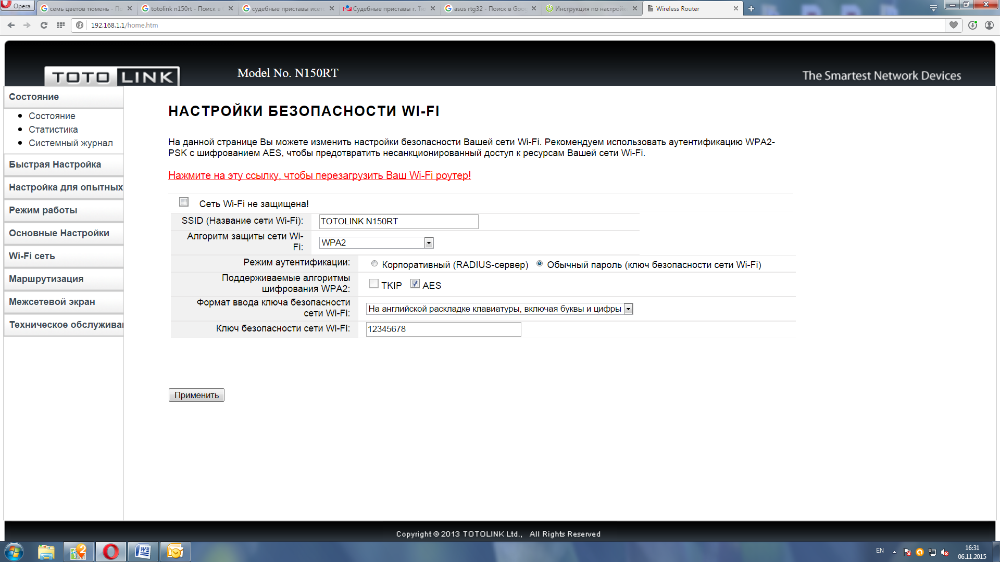 Opera
семь цветов тюмень - По
totolink n150rt - Поиск в
судебные приставы исет
Судебные приставы г. Тю
asus rtg32 - Поиск в Goo
Инструкция по настройк
Wireless Router
192.168.1.1/home.htm
TOTO LINK
Model No. N150RT
The Smartest Network Devices
Состояние
Состояние
Статистика
Системный журнал
Быстрая Настройка
Настройка для опытных
Режим работы
Основные Настройки
Wi-Fi сеть
Маршрутизация
Межсетевой экран
Техническое обслужива
НАСТРОЙКИ БЕЗОПАСНОСТИ WI-FI
На данной странице Вы можете изменить настройки безопасности Вашей сети Wi-Fi. Рекомендуем использовать аутентификацию WPA2-
PSK с шифрованием AES, чтобы предотвратить несанкционированный доступ к ресурсам Вашей сети Wi-Fi.
Нажмите на эту ссылку, чтобы перезагрузить Ваш Wi-Fi роутер!
Сеть Wi-Fi не защищена!
SSID (Название сети Wi-Fi): TOTOLINK N150RT
Алгоритм защиты сети Wi-
Fi: WPA2
Режим аутентификации: Корпоративный (RADIUS-сервер) Обычный пароль (ключ безопасности сети Wi-Fi)
Поддерживаемые алгоритмы
шифрования WPA2: TKIP AES
Формат ввода ключа безопасности
сети Wi-Fi: На английской раскладке клавиатуры, включая буквы и цифры
Ключ безопасности сети Wi-Fi: 12345678
Применить
Copyright © 2013 TOTOLINK Ltd., All Rights Reserved
EN
16:31
06.11.2015